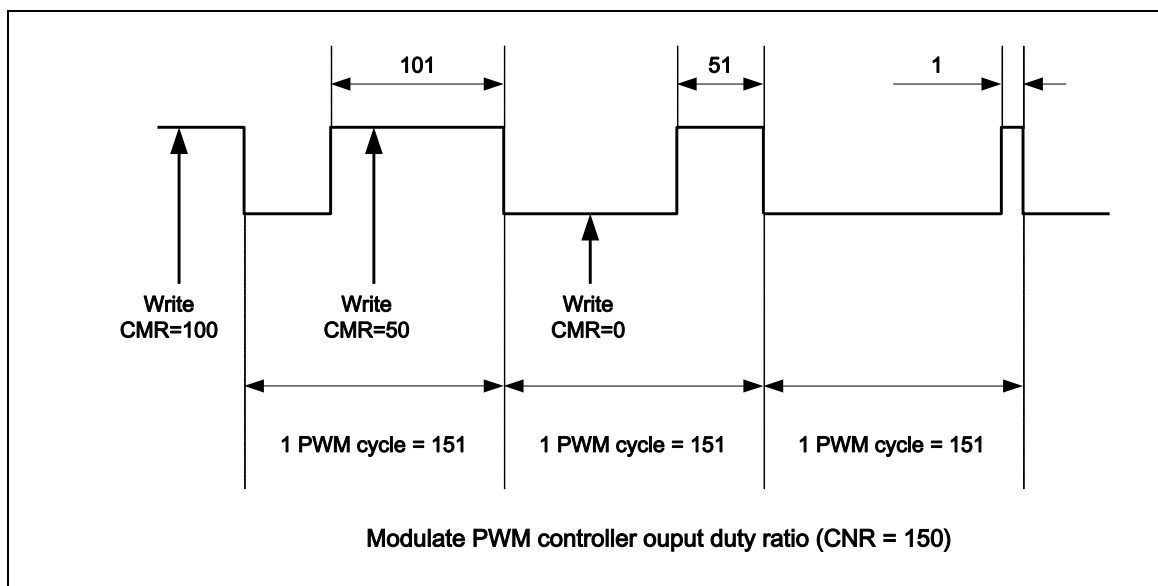 101
51
1
Write
CMR=100
Write
CMR=50
Write
CMR=0
1 PWM cycle = 151
1 PWM cycle = 151
1 PWM cycle = 151
Modulate PWM controller ouput duty ratio (CNR = 150)